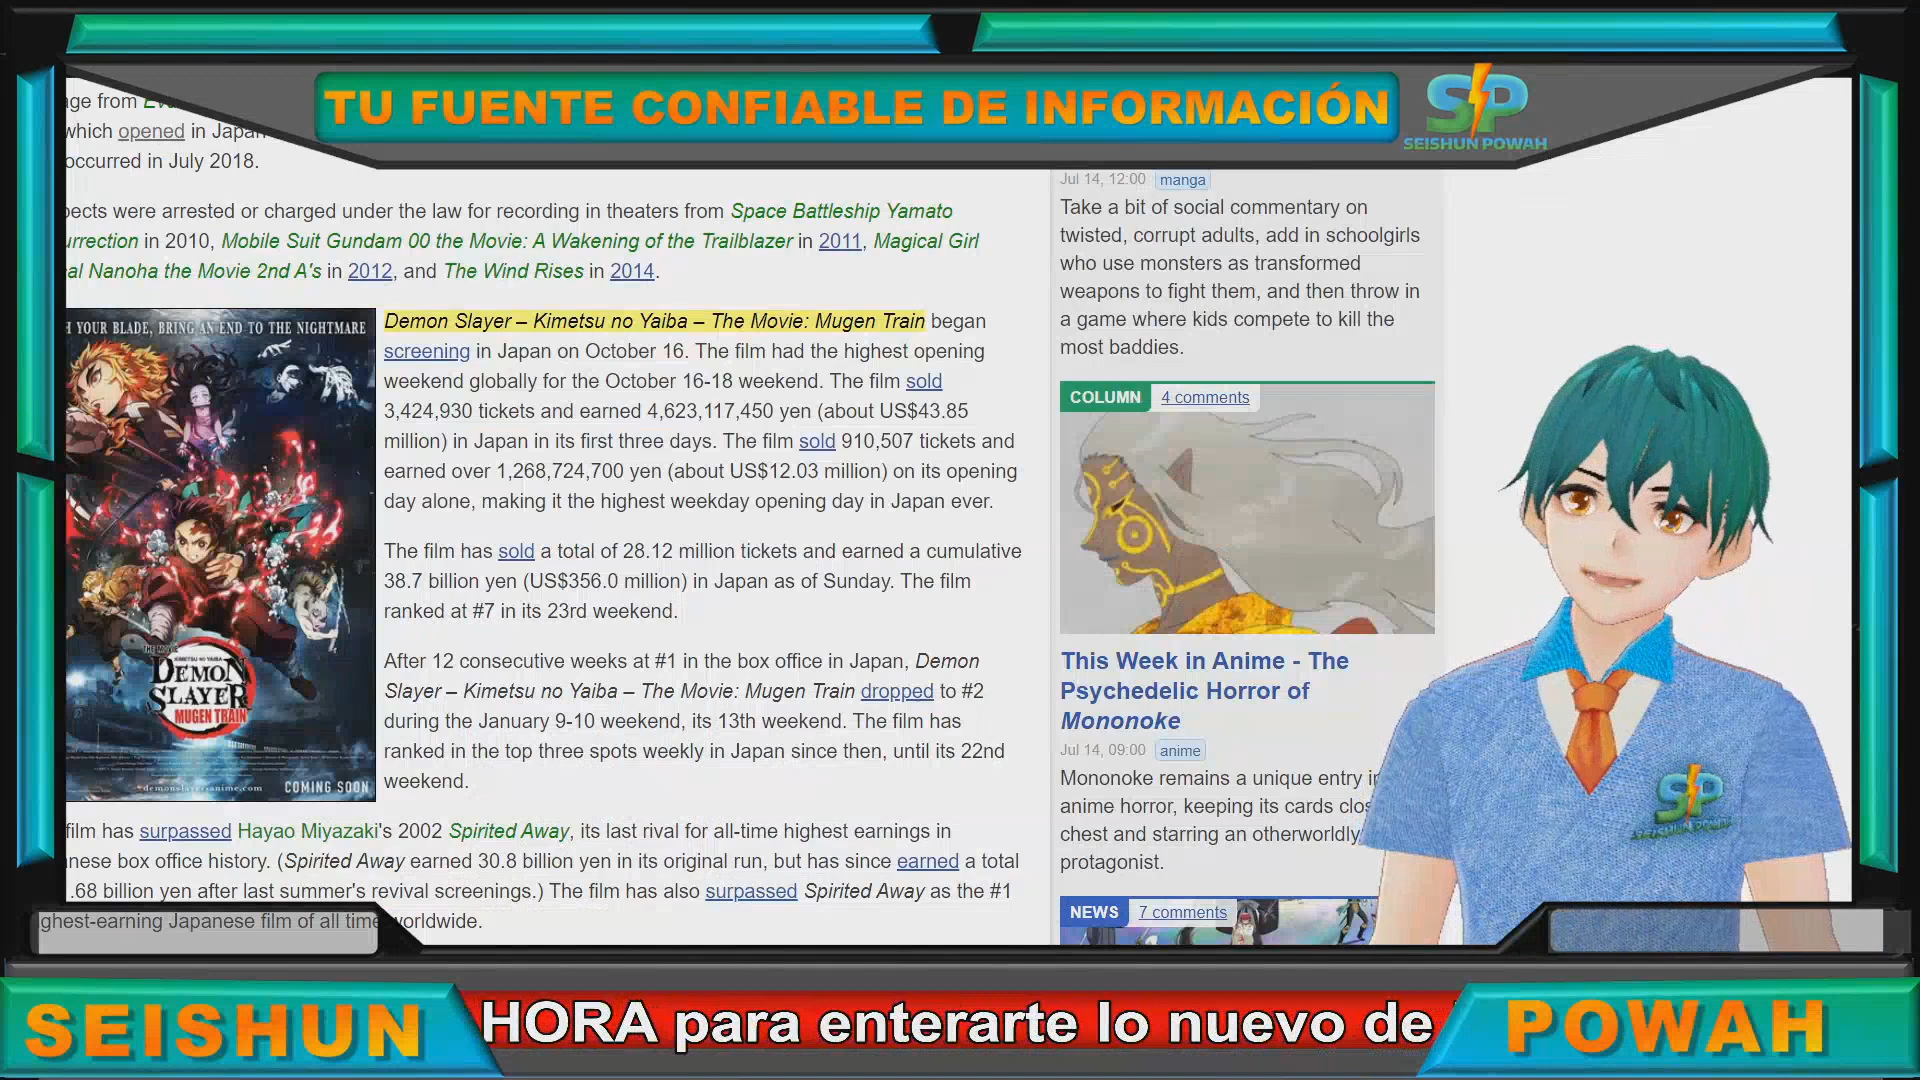 TU FUENTE CONFIABLE DE INFORMACIÓN
SP
SEISHUN POWAH
age from
which opened in Japan
occurred in July 2018.
pects were arrested or charged under the law for recording in theaters from Space Battleship Yamato
urrection in 2010, Mobile Suit Gundam 00 the Movie: A Wakening of the Trailblazer in 2011, Magical Girl
al Nanoha the Movie 2nd A's in 2012, and The Wind Rises in 2014.
H YOUR BLADE, BRING AN END TO THE NIGHTMARE
THE MOVIE
KIMETSU NO YAIBA
DEMON
SLAYER
MUGEN TRAIN
demonslayer-anime.com COMING SOON
Demon Slayer – Kimetsu no Yaiba – The Movie: Mugen Train began
screening in Japan on October 16. The film had the highest opening
weekend globally for the October 16-18 weekend. The film sold
3,424,930 tickets and earned 4,623,117,450 yen (about US$43.85
million) in Japan in its first three days. The film sold 910,507 tickets and
earned over 1,268,724,700 yen (about US$12.03 million) on its opening
day alone, making it the highest weekday opening day in Japan ever.
The film has sold a total of 28.12 million tickets and earned a cumulative
38.7 billion yen (US$356.0 million) in Japan as of Sunday. The film
ranked at #7 in its 23rd weekend.
After 12 consecutive weeks at #1 in the box office in Japan, Demon
Slayer – Kimetsu no Yaiba – The Movie: Mugen Train dropped to #2
during the January 9-10 weekend, its 13th weekend. The film has
ranked in the top three spots weekly in Japan since then, until its 22nd
weekend.
film has surpassed Hayao Miyazaki's 2002 Spirited Away, its last rival for all-time highest earnings in
nese box office history. (Spirited Away earned 30.8 billion yen in its original run, but has since earned a total
.68 billion yen after last summer's revival screenings.) The film has also surpassed Spirited Away as the #1
ghest-earning Japanese film of all time worldwide.
Jul 14, 12:00 manga
Take a bit of social commentary on
twisted, corrupt adults, add in schoolgirls
who use monsters as transformed
weapons to fight them, and then throw in
a game where kids compete to kill the
most baddies.
COLUMN 4 comments
This Week in Anime - The
Psychedelic Horror of
Mononoke
Jul 14, 09:00 anime
Mononoke remains a unique entry in
anime horror, keeping its cards clos
chest and starring an otherworldly
protagonist.
NEWS 7 comments
SP
SEISHUN POWAH
SEISHUN
HORA para enterarte lo nuevo de
POWAH